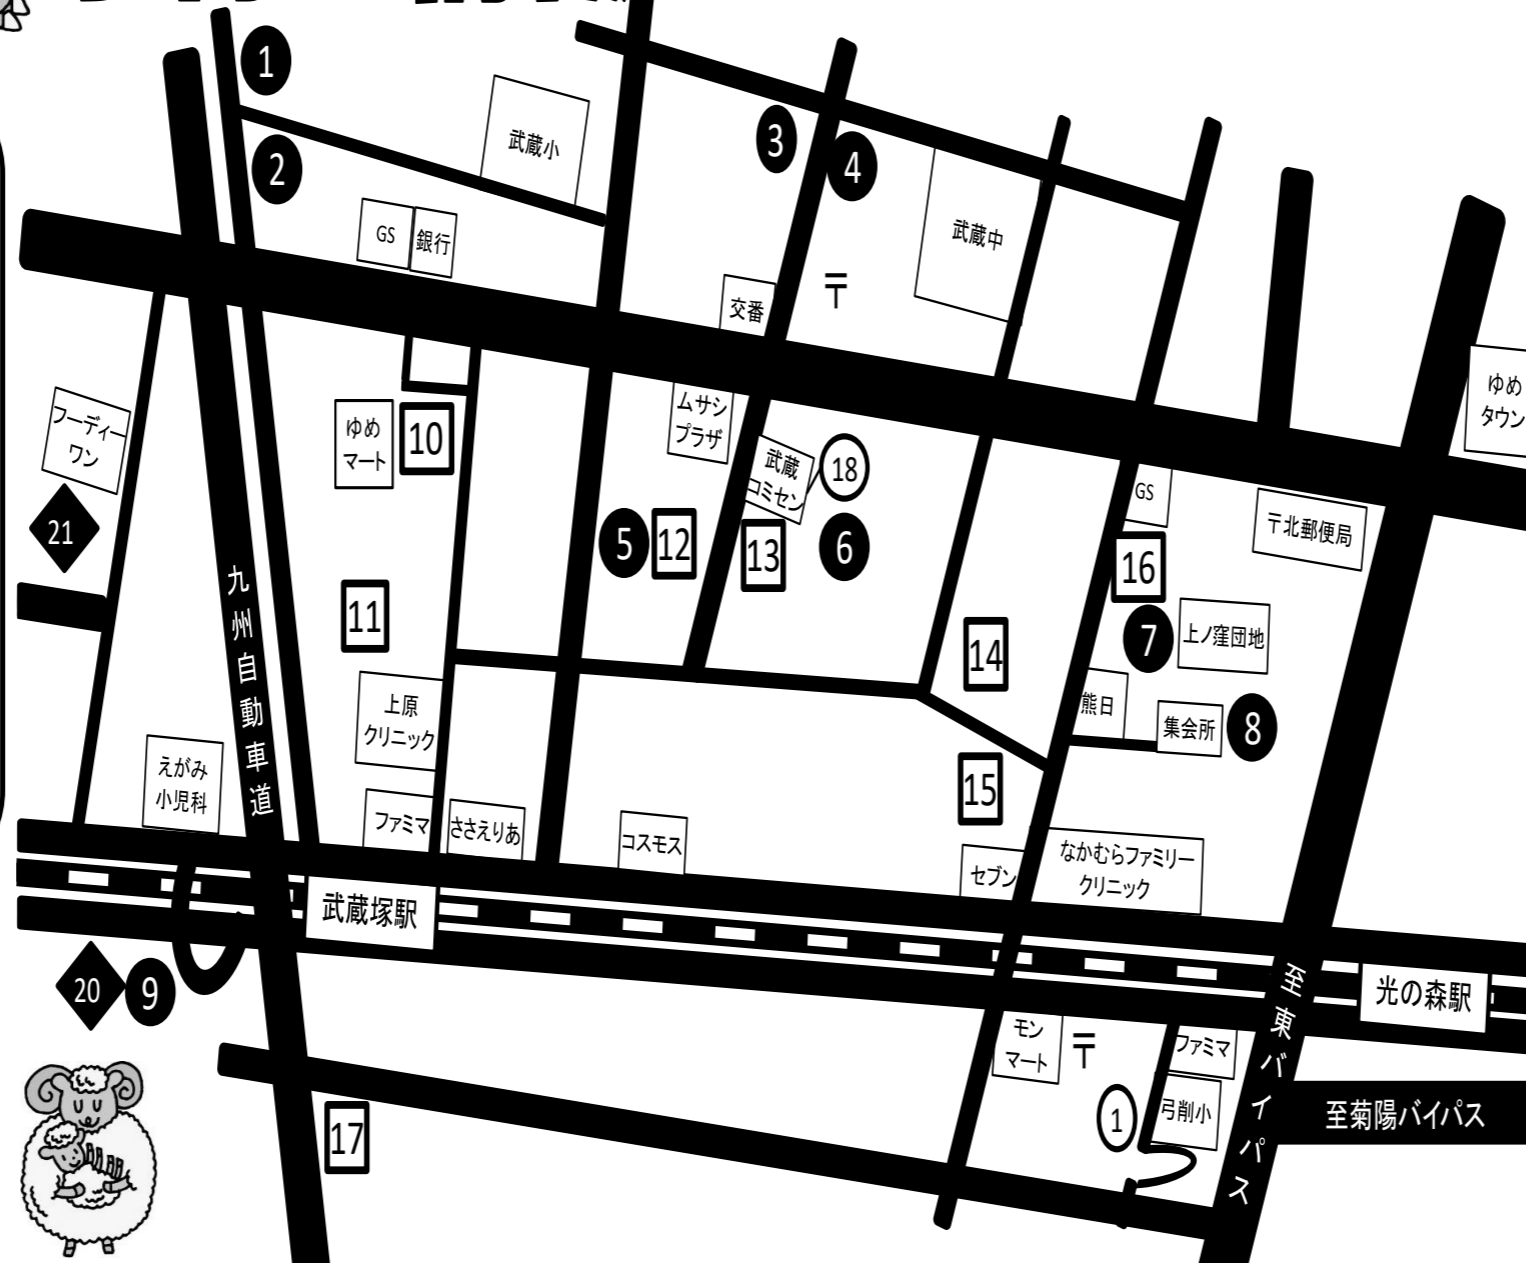 1
2
武蔵小
3
4
武蔵中
GS
銀行
交番
〒
ゆめ
タウン
フーディー
ワン
ゆめ
マート
10
ムサシ
プラザ
武蔵
コミセン
18
GS
〒北郵便局
21
5
12
13
6
16
九州自動車道
11
14
7
上ノ窪団地
上原
クリニック
熊日
集会所
8
えがみ
小児科
15
ファミマ
ささえりあ
コスモス
セブン
なかむらファミリー
クリニック
武蔵塚駅
20
9
光の森駅
至東バイパス
モン
マート
〒
ファミマ
1
弓削小
至菊陽バイパス
17